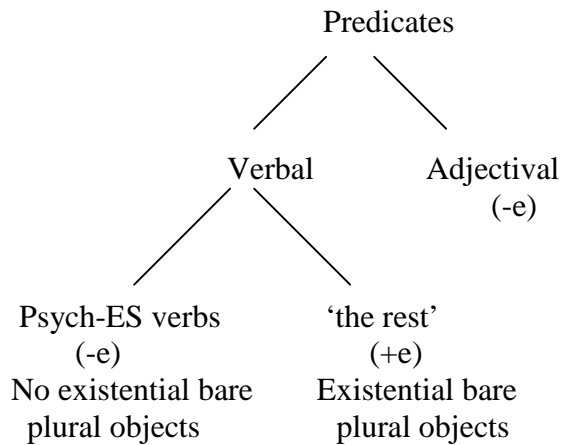 Predicates
Verbal Adjectival
(-e)
Psych-ES verbs ‘the rest’
(-e) (+e)
No existential bare Existential bare
plural objects plural objects